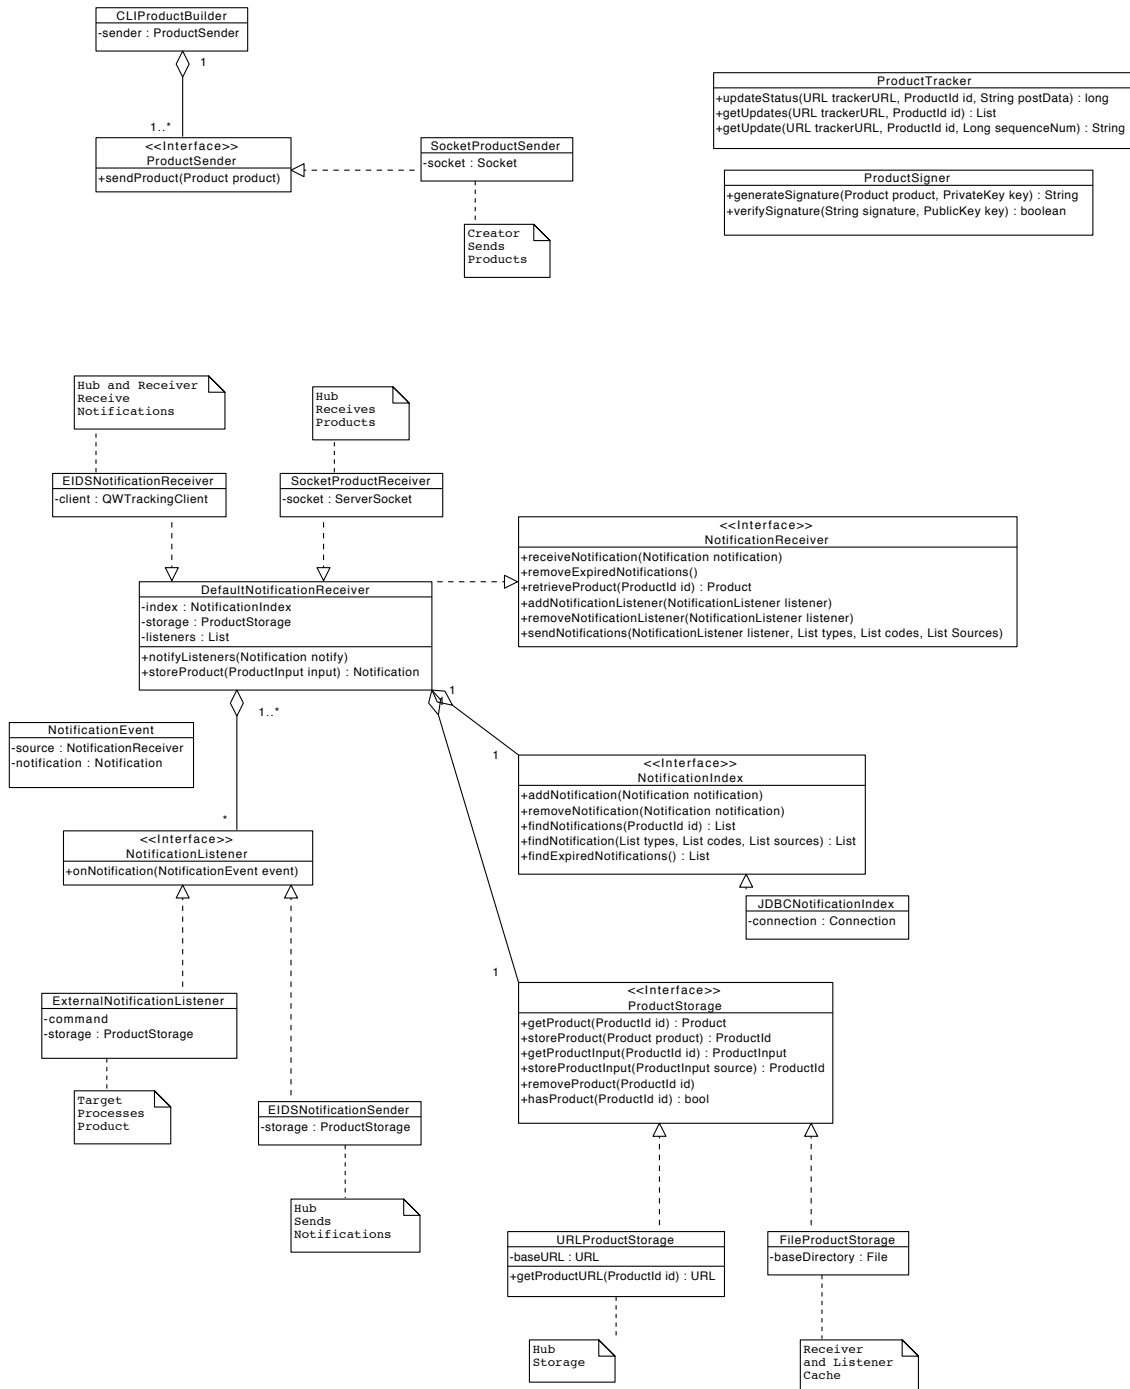 CLIProductBuilder
-sender : ProductSender
1
1..*
<<Interface>>
ProductSender
+sendProduct(Product product)
SocketProductSender
-socket : Socket
Creator
Sends
Products
ProductTracker
+updateStatus(URL trackerURL, ProductId id, String postData) : long
+getUpdates(URL trackerURL, ProductId id) : List
+getUpdate(URL trackerURL, ProductId id, Long sequenceNum) : String
ProductSigner
+generateSignature(Product product, PrivateKey key) : String
+verifySignature(String signature, PublicKey key) : boolean
Hub and Receiver
Receive
Notifications
Hub
Receives
Products
EIDSNotificationReceiver
-client : QWTrackingClient
SocketProductReceiver
-socket : ServerSocket
<<Interface>>
NotificationReceiver
+receiveNotification(Notification notification)
+removeExpiredNotifications()
+retrieveProduct(ProductId id) : Product
+addNotificationListener(NotificationListener listener)
+removeNotificationListener(NotificationListener listener)
+sendNotifications(NotificationListener listener, List types, List codes, List Sources)
DefaultNotificationReceiver
-index : NotificationIndex
-storage : ProductStorage
-listeners : List
+notifyListeners(Notification notify)
+storeProduct(ProductInput input) : Notification
1
1
1..*
NotificationEvent
-source : NotificationReceiver
-notification : Notification
1
<<Interface>>
NotificationIndex
+addNotification(Notification notification)
+removeNotification(Notification notification)
+findNotifications(ProductId id) : List
+findNotification(List types, List codes, List sources) : List
+findExpiredNotifications() : List
*
<<Interface>>
NotificationListener
+onNotification(NotificationEvent event)
JDBCNotificationIndex
-connection : Connection
1
<<Interface>>
ProductStorage
+getProduct(ProductId id) : Product
+storeProduct(Product product) : ProductId
+getProductInput(ProductId id) : ProductInput
+storeProductInput(ProductInput source) : ProductId
+removeProduct(ProductId id)
+hasProduct(ProductId id) : bool
ExternalNotificationListener
-command
-storage : ProductStorage
Target
Processes
Product
EIDSNotificationSender
-storage : ProductStorage
Hub
Sends
Notifications
URLProductStorage
-baseURL : URL
+getProductURL(ProductId id) : URL
FileProductStorage
-baseDirectory : File
Hub
Storage
Receiver
and Listener
Cache